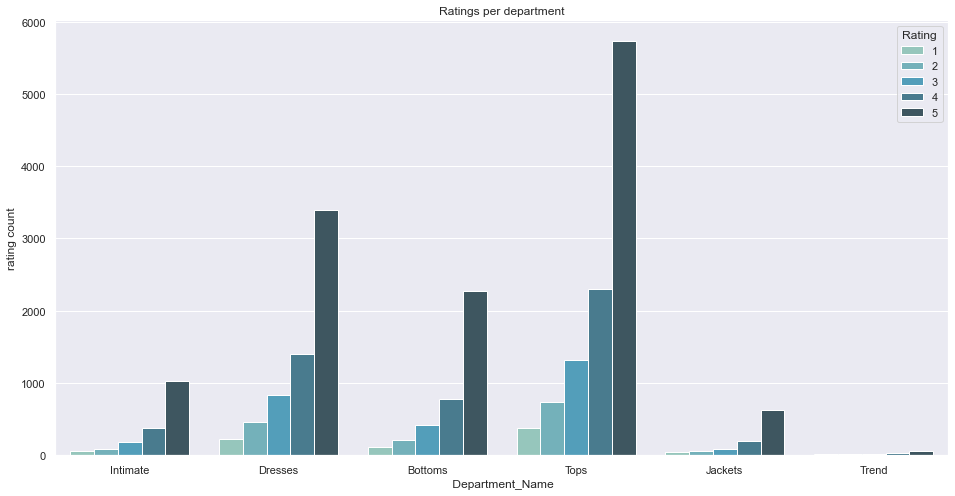 Ratings per department
6000
5000
4000
3000
2000
1000
0
rating count
Rating
1
2
3
4
5
Intimate Dresses Bottoms Tops Jackets Trend
Department_Name